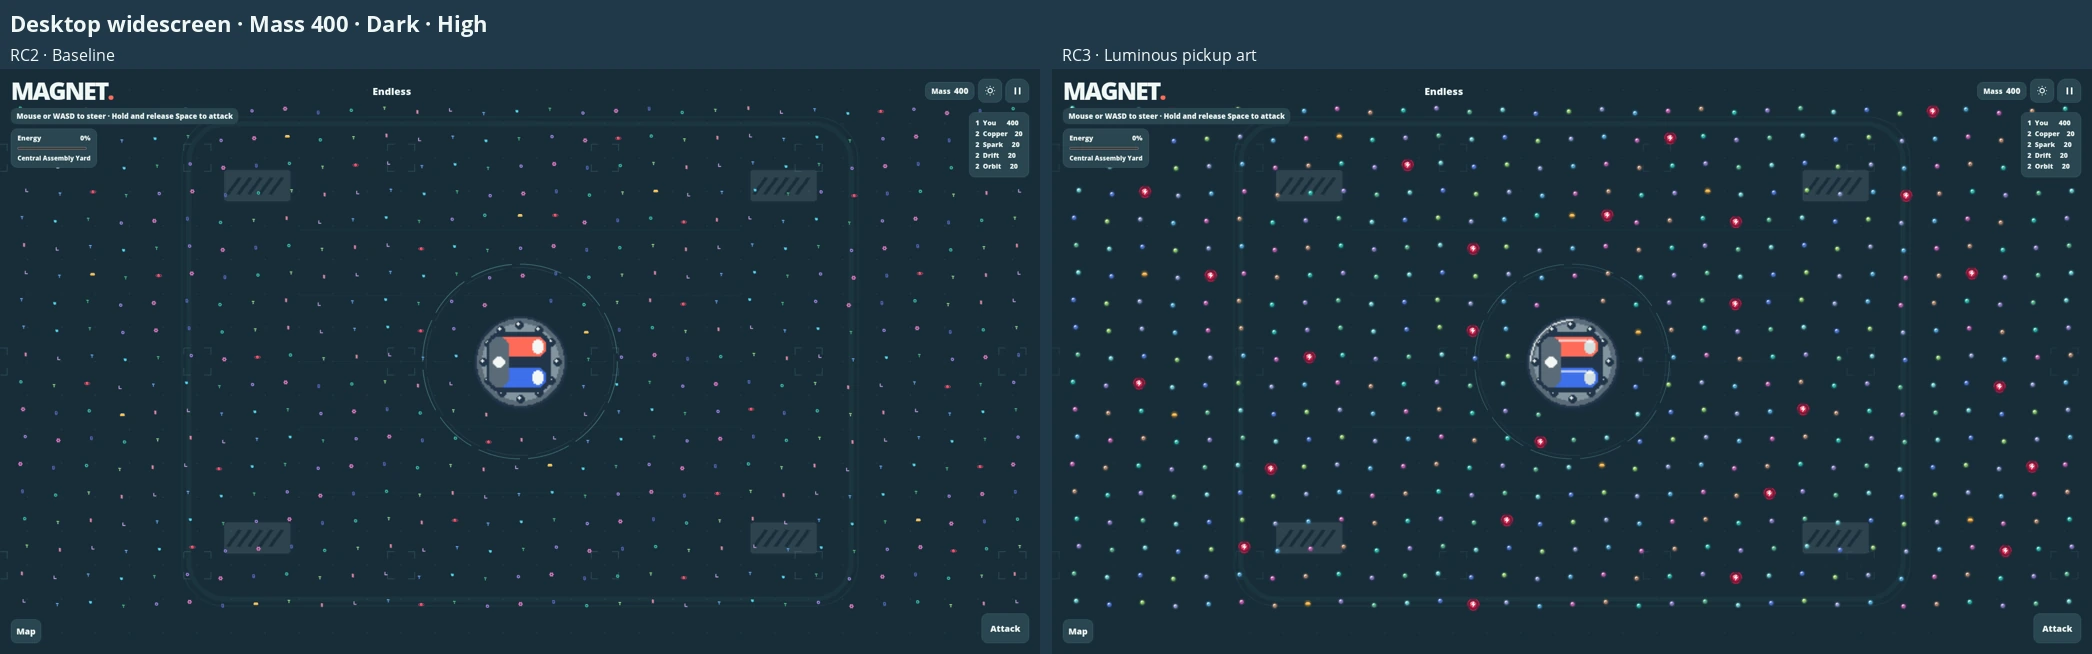 Desktop widescreen · Mass 400 · Dark · High
RC2 · Baseline
MAGNET.
Endless
Mass 400
Mouse or WASD to steer · Hold and release Space to attack
Energy 0%
Central Assembly Yard
1 You 400
2 Copper 20
2 Spark 20
2 Drift 20
2 Orbit 20
Map
Attack
RC3 · Luminous pickup art
MAGNET.
Endless
Mass 400
Mouse or WASD to steer · Hold and release Space to attack
Energy 0%
Central Assembly Yard
1 You 400
2 Copper 20
2 Spark 20
2 Drift 20
2 Orbit 20
Map
Attack